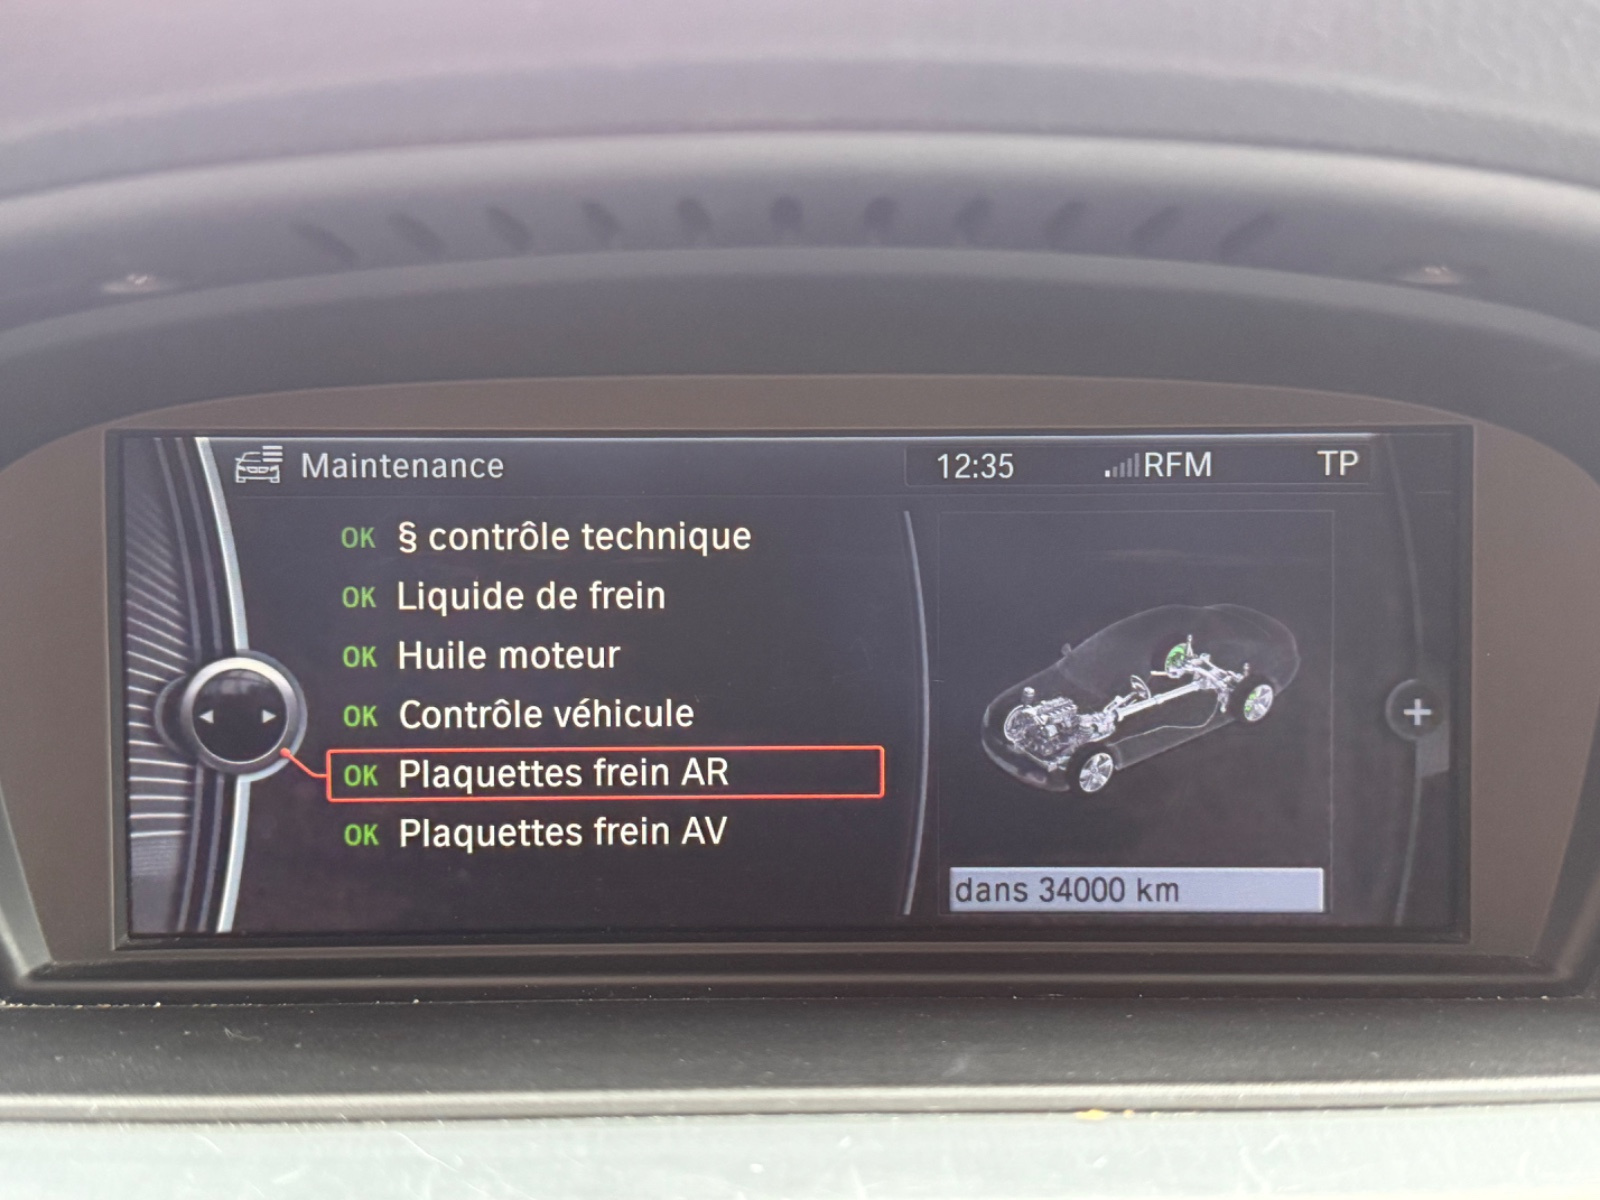 Maintenance
12:35 RFM TP
OK § contrôle technique
OK Liquide de frein
OK Huile moteur
OK Contrôle véhicule
OK Plaquettes frein AR
OK Plaquettes frein AV
dans 34000 km